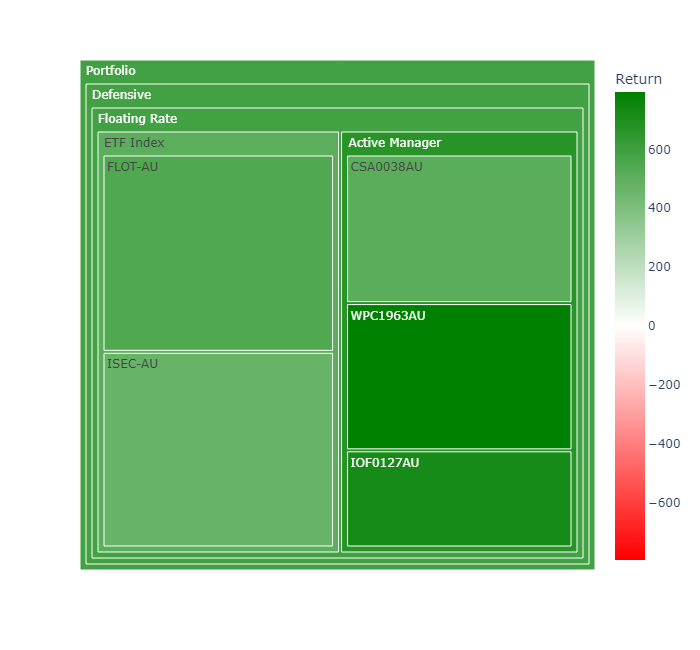 Portfolio
Defensive
Floating Rate
ETF Index
FLOT-AU
ISEC-AU
Active Manager
CSA0038AU
WPC1963AU
IOF0127AU
Return
600
400
200
0
−200
−400
−600